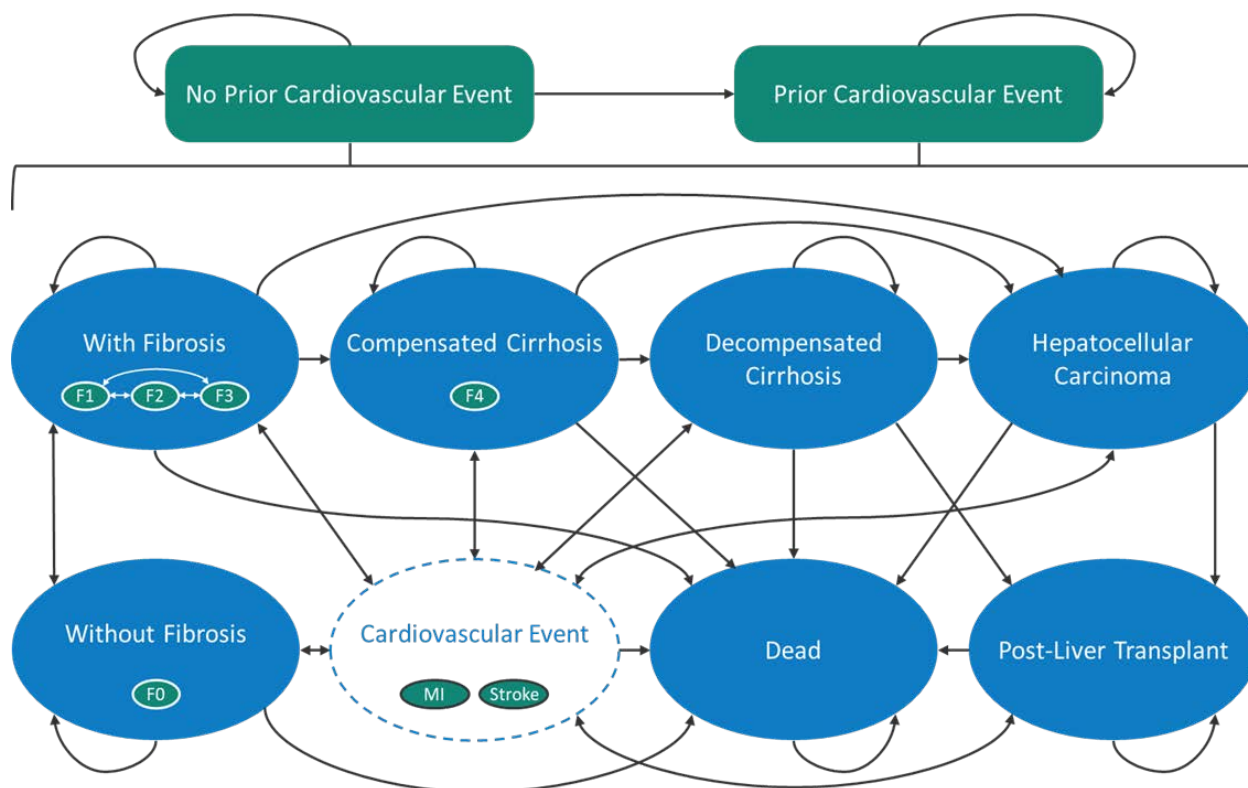 No Prior Cardiovascular Event
Prior Cardiovascular Event
With Fibrosis
F1
F2
F3
Compensated Cirrhosis
F4
Decompensated
Cirrhosis
Hepatocellular
Carcinoma
Without Fibrosis
F0
Cardiovascular Event
MI
Stroke
Dead
Post-Liver Transplant